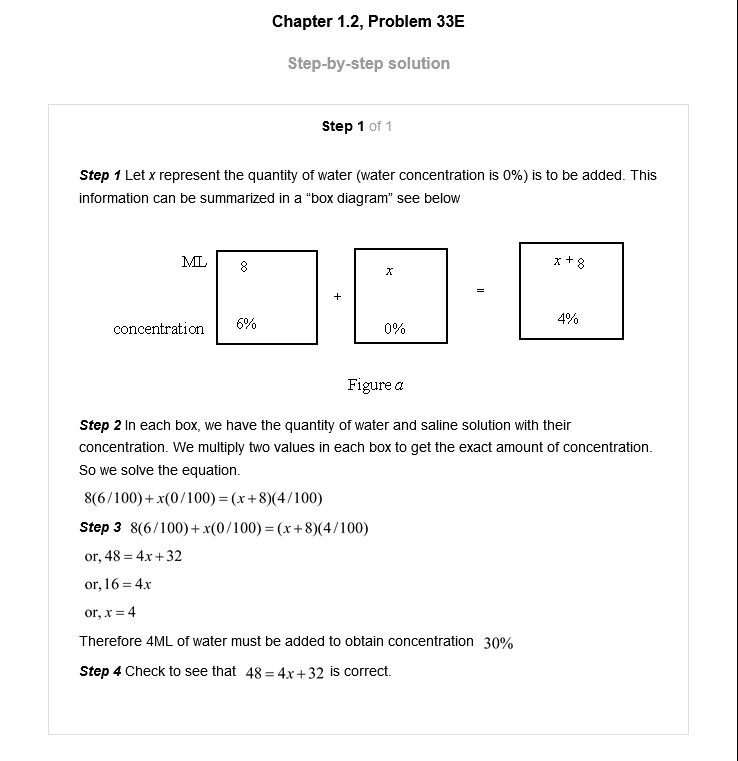 Chapter 1.2, Problem 33E
Step-by-step solution
Step 1 of 1
Step 1 Let x represent the quantity of water (water concentration is 0%) is to be added. This
information can be summarized in a “box diagram” see below
ML 8 x x + 8
+ =
concentration 6% 0% 4%
Figure a
Step 2 In each box, we have the quantity of water and saline solution with their
concentration. We multiply two values in each box to get the exact amount of concentration.
So we solve the equation.
8(6/100)+x(0/100)=(x+8)(4/100)
Step 3 8(6/100)+x(0/100)=(x+8)(4/100)
or, 48 = 4x+32
or, 16 = 4x
or, x = 4
Therefore 4ML of water must be added to obtain concentration 30%
Step 4 Check to see that 48 = 4x+32 is correct.